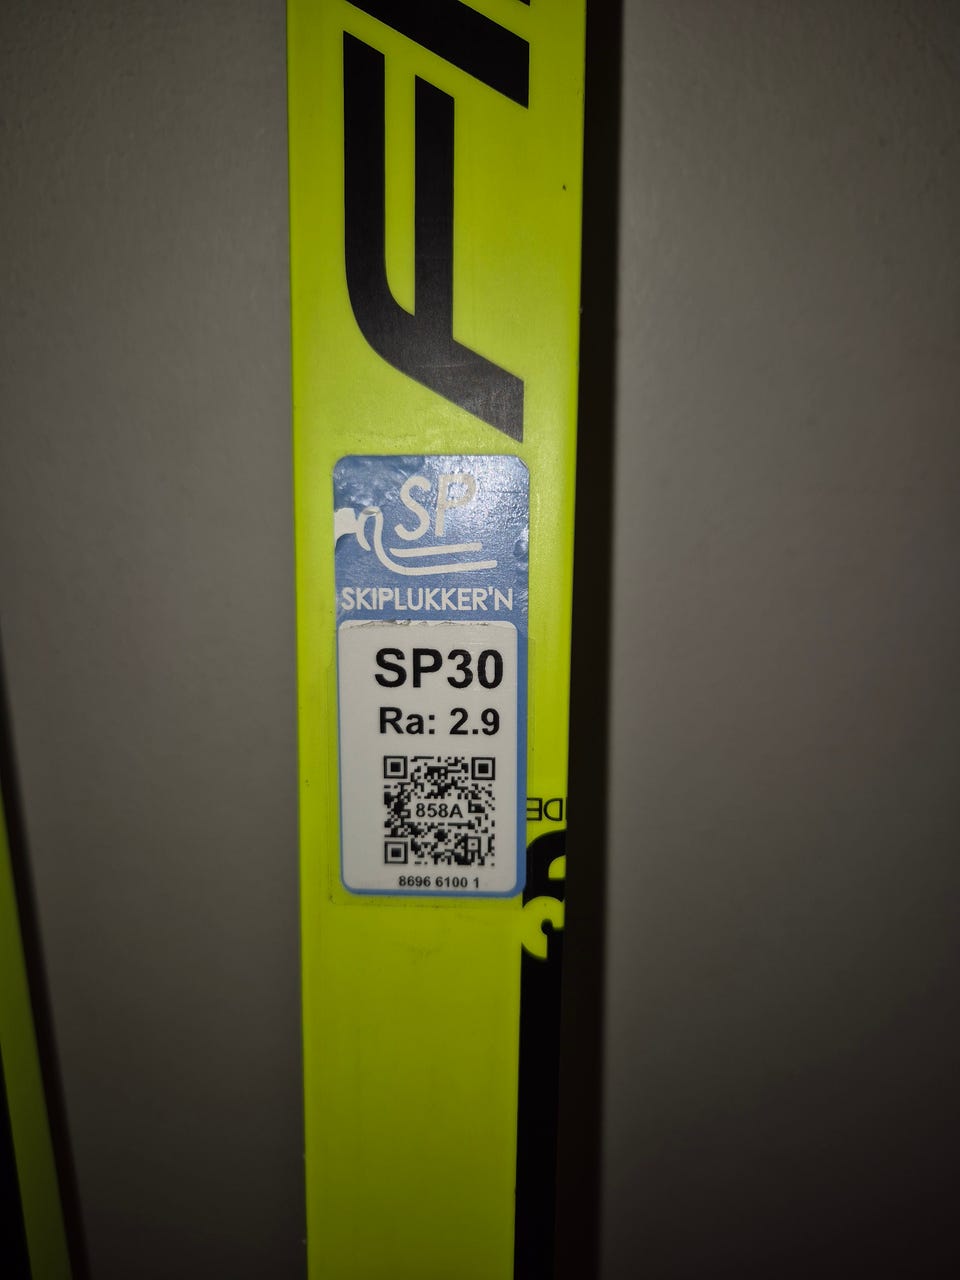 SP
SKIPLUKKER'N
SP30
Ra: 2.9
858A
8696 6100 1